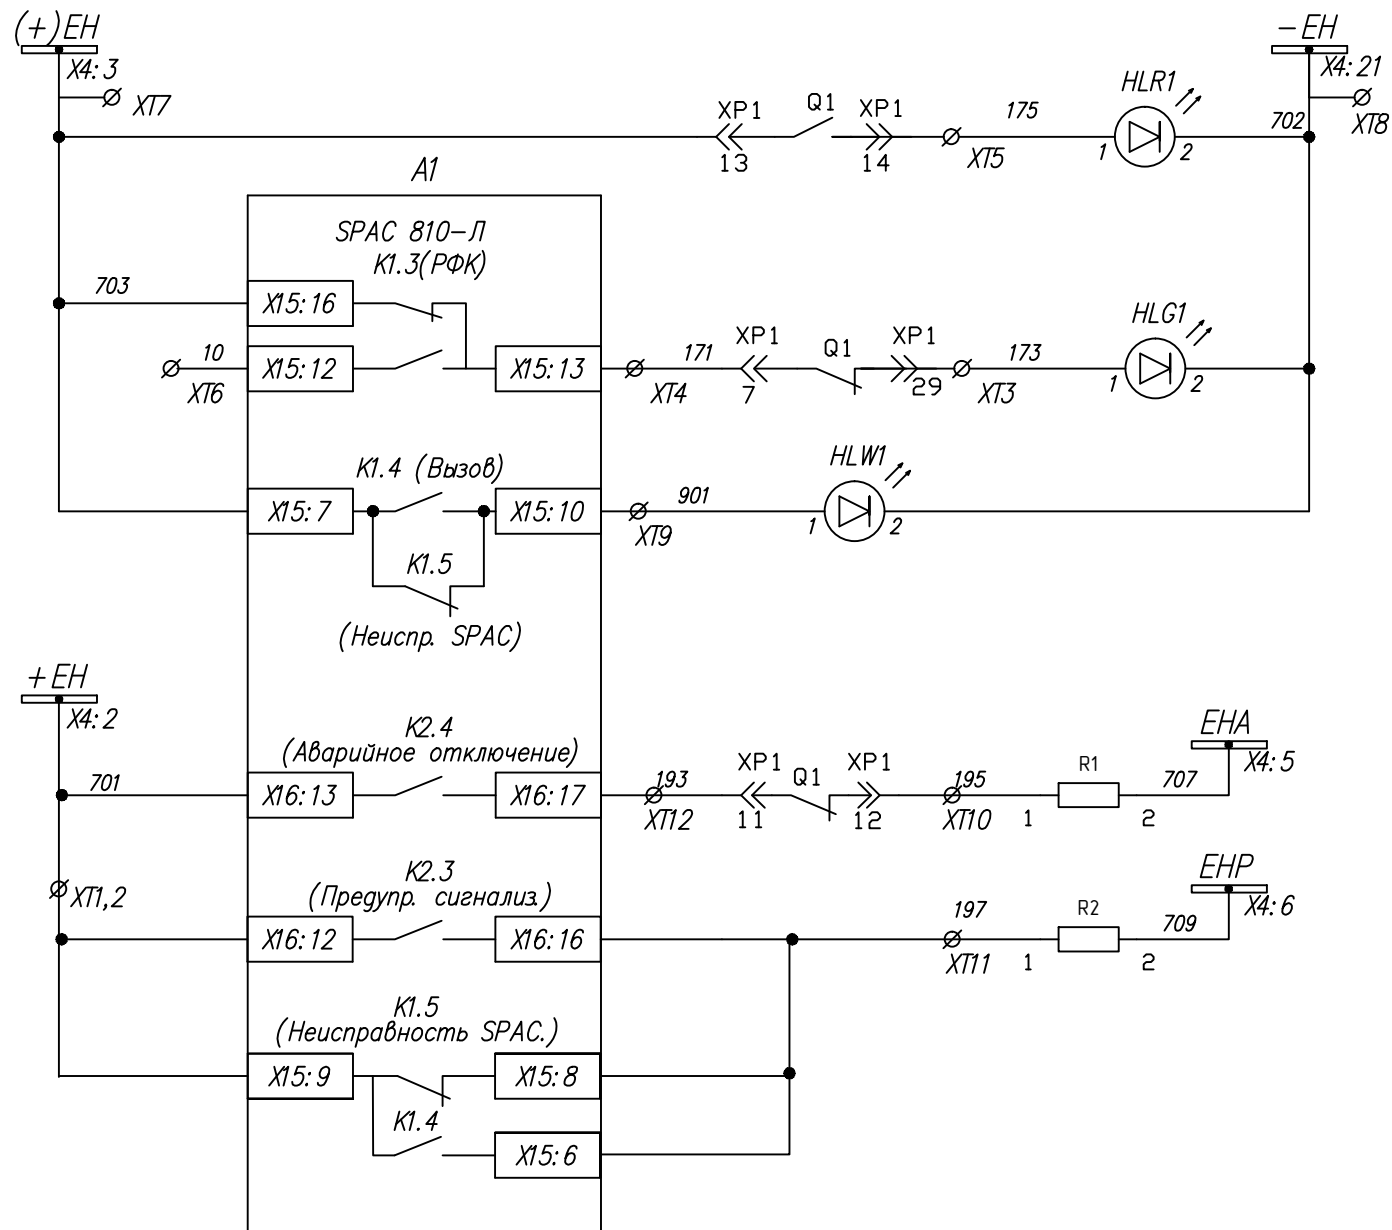 (+)EH
X4:3
XT7
XP1
Q1
XP1
13
14
XT5
175
HLR1
1
2
702
-EH
X4:21
XT8
A1
SPAC 810-Л
K1.3(РФК)
703
X15:16
10
XT6
X15:12
X15:13
XT4
171
XP1
7
Q1
XP1
29
XT3
173
HLG1
1
2
K1.4 (Вызов)
X15:7
X15:10
K1.5
(Неиспр. SPAC)
XT9
901
HLW1
1
2
+EH
X4:2
K2.4
(Аварийное отключение)
701
X16:13
X16:17
193
XT12
XP1
11
Q1
XP1
12
195
XT10
R1
1
2
707
EHA
X4:5
XT1,2
K2.3
(Предупр. сигнализ.)
X16:12
X16:16
197
XT11
R2
1
2
709
EHP
X4:6
K1.5
(Неисправность SPAC.)
X15:9
X15:8
K1.4
X15:6